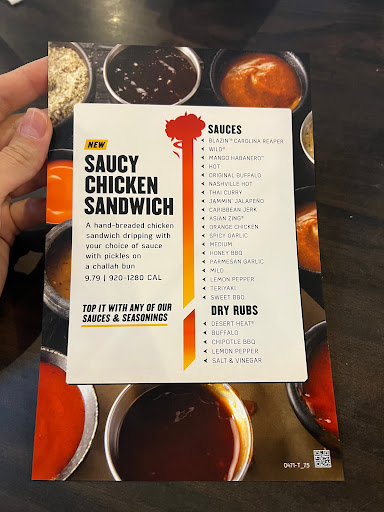 NEW
SAUCY
CHICKEN
SANDWICH
A hand-breaded chicken
sandwich dripping with
your choice of sauce
with pickles on
a challah bun
9.79 | 920-1280 CAL
TOP IT WITH ANY OF OUR
SAUCES & SEASONINGS
SAUCES
BLAZIN'® CAROLINA REAPER
WILD®
MANGO HABANERO™
HOT
ORIGINAL BUFFALO
NASHVILLE HOT
THAI CURRY
JAMMIN' JALAPEÑO
CARIBBEAN JERK
ASIAN ZING®
ORANGE CHICKEN
SPICY GARLIC
MEDIUM
HONEY BBQ
PARMESAN GARLIC
MILD
LEMON PEPPER
TERIYAKI
SWEET BBQ
DRY RUBS
DESERT HEAT®
BUFFALO
CHIPOTLE BBQ
LEMON PEPPER
SALT & VINEGAR
0471-T_75